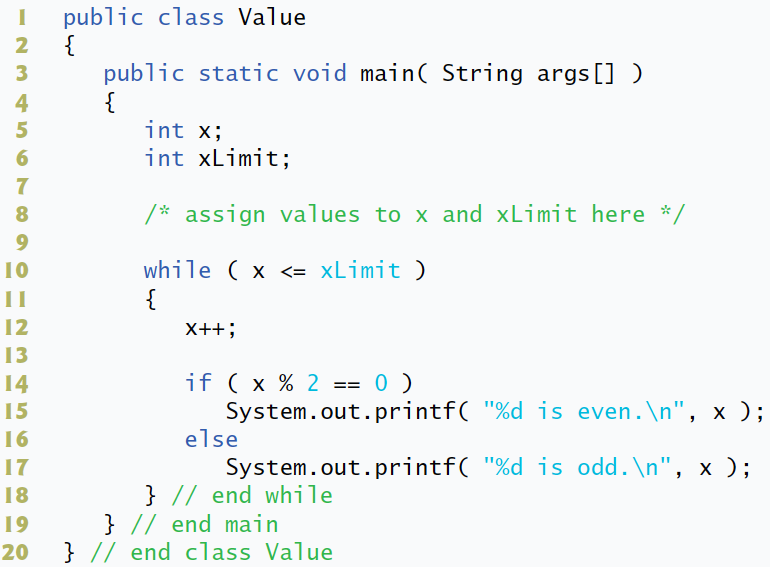 1 public class Value
2 {
3 public static void main( String args[] )
4 {
5 int x;
6 int xLimit;
7
8 /* assign values to x and xLimit here */
9
10 while ( x <= xLimit )
11 {
12 x++;
13
14 if ( x % 2 == 0 )
15 System.out.printf( "%d is even.\n", x );
16 else
17 System.out.printf( "%d is odd.\n", x );
18 } // end while
19 } // end main
20 } // end class Value